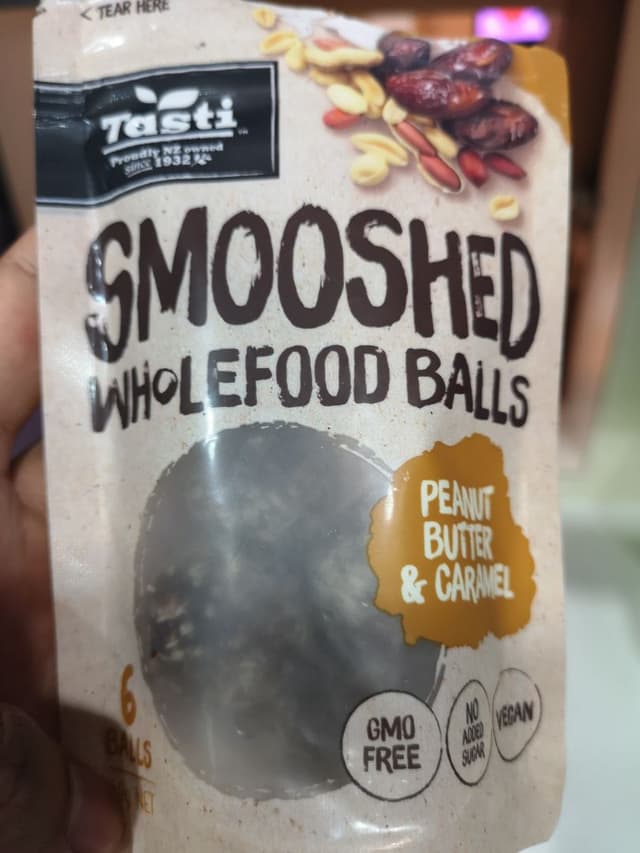 < TEAR HERE
Tasti
Proudly NZ owned
since 1932
SMOOSHED
WHOLEFOOD BALLS
PEANUT
BUTTER
& CARAMEL
6
BALLS
NET
GMO
FREE
NO
ADDED
SUGAR
VEGAN